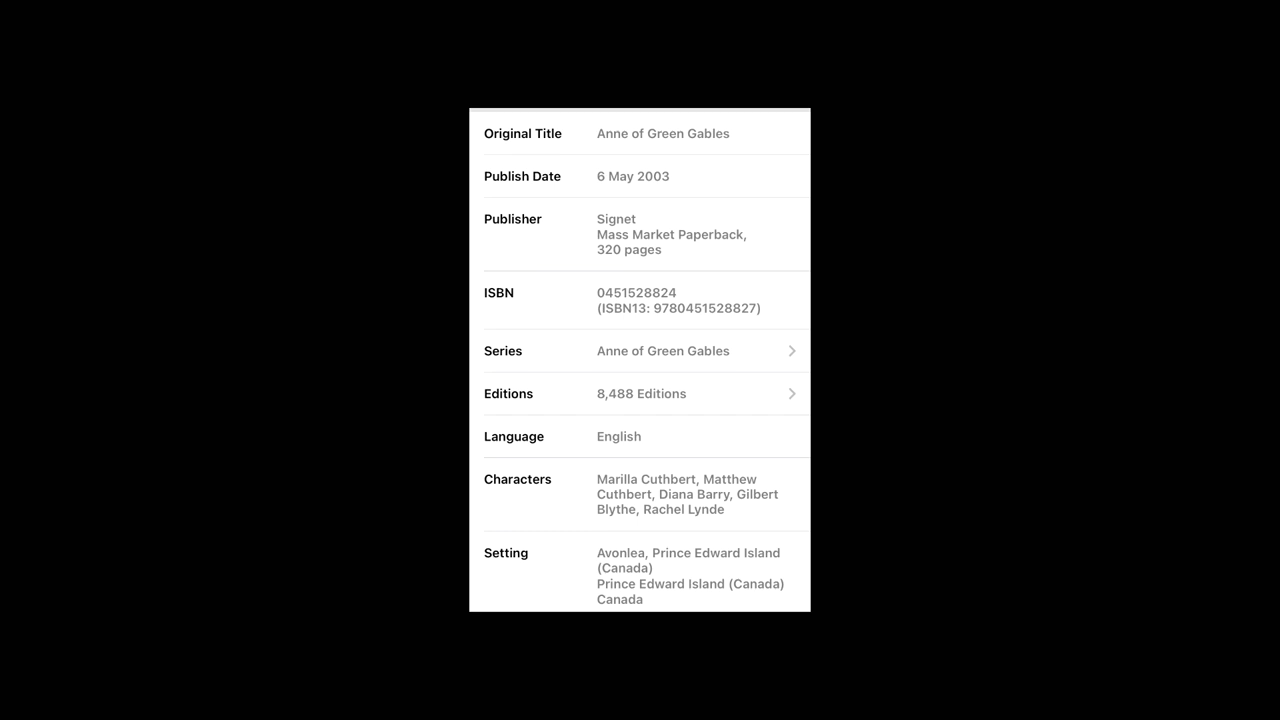 Original Title Anne of Green Gables
Publish Date 6 May 2003
Publisher Signet
Mass Market Paperback,
320 pages
ISBN 0451528824
(ISBN13: 9780451528827)
Series Anne of Green Gables
Editions 8,488 Editions
Language English
Characters Marilla Cuthbert, Matthew
Cuthbert, Diana Barry, Gilbert
Blythe, Rachel Lynde
Setting Avonlea, Prince Edward Island
(Canada)
Prince Edward Island (Canada)
Canada